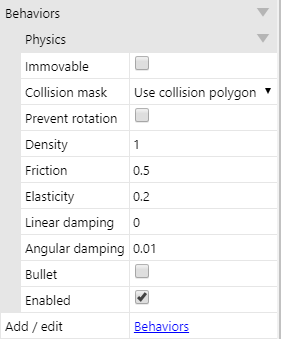 Behaviors
Physics
Immovable
Collision mask Use collision polygon
Prevent rotation
Density 1
Friction 0.5
Elasticity 0.2
Linear damping 0
Angular damping 0.01
Bullet
Enabled
Add / edit Behaviors